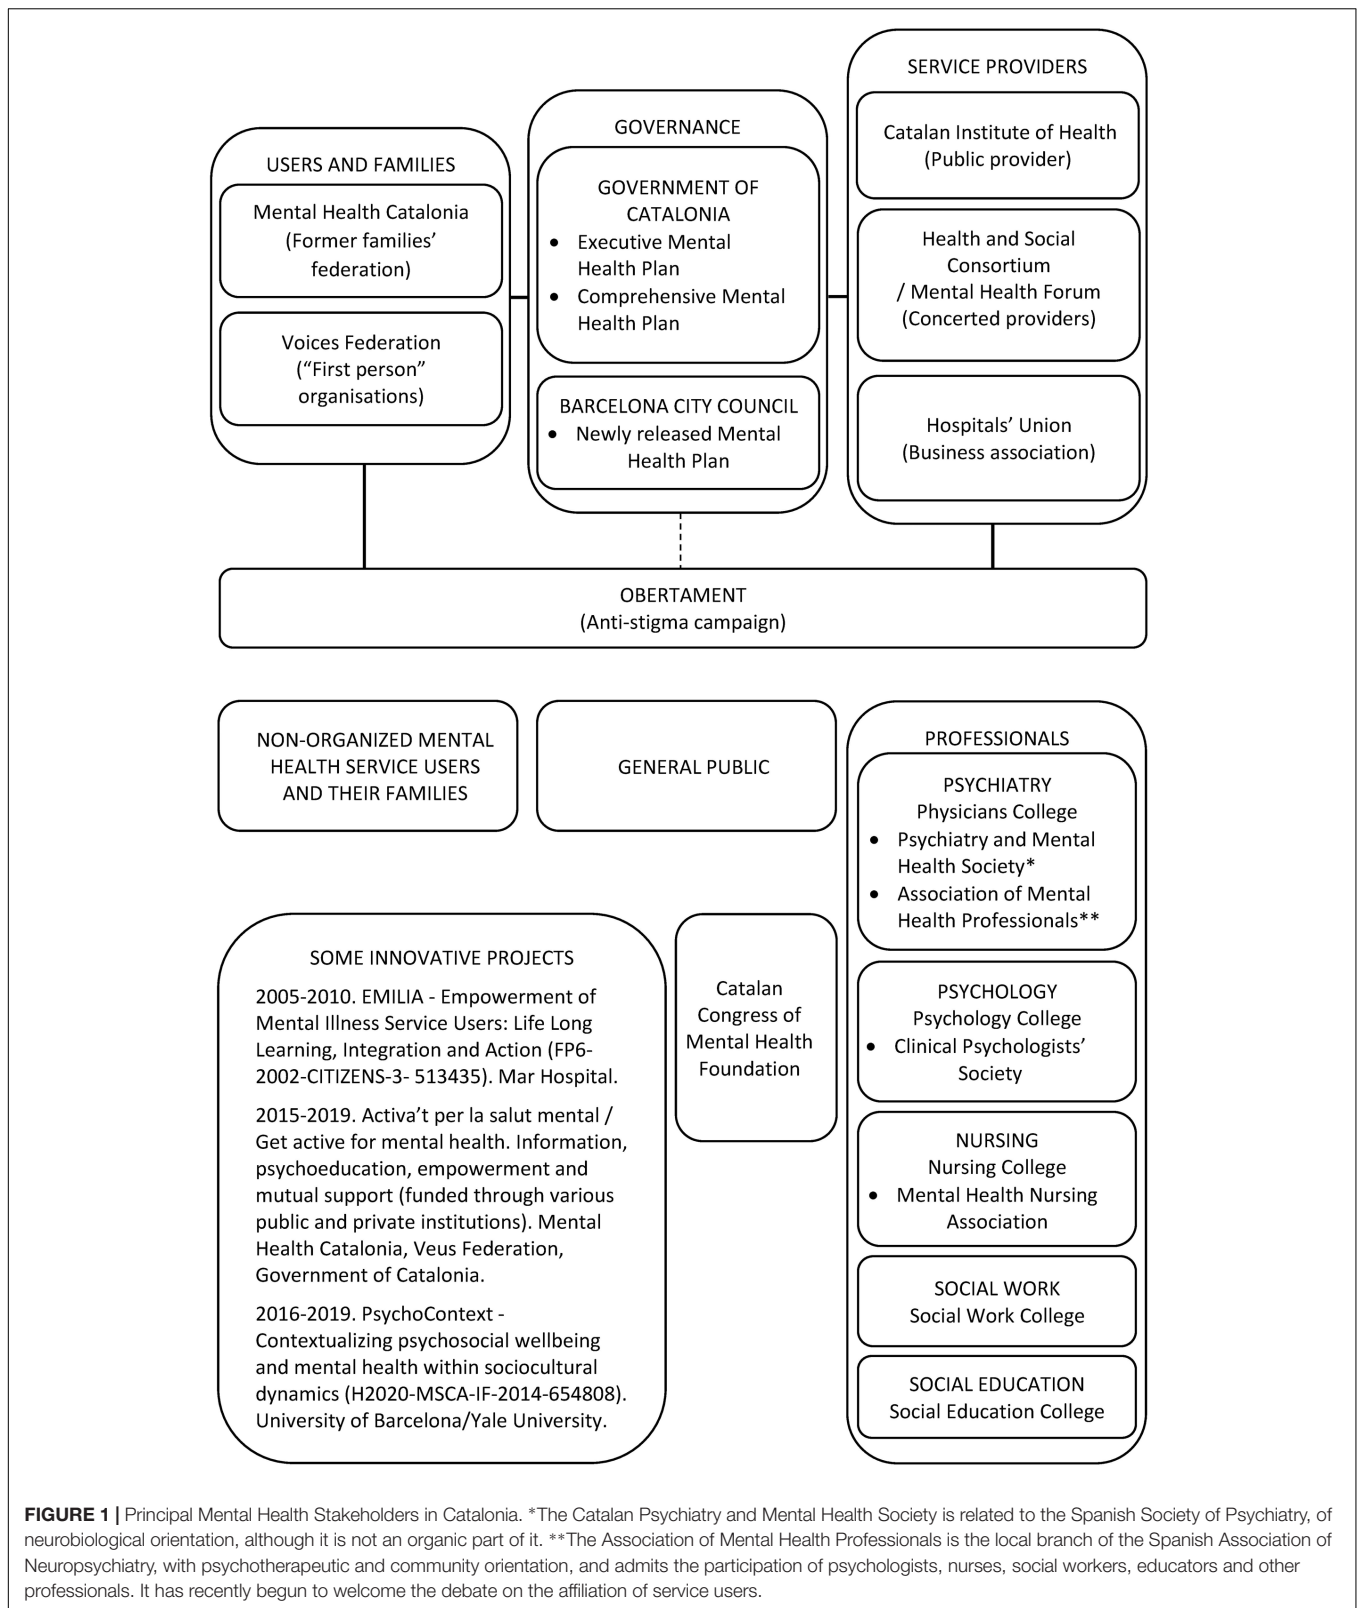 USERS AND FAMILIES
Mental Health Catalonia
(Former families’
federation)
Voices Federation
(“First person”
organisations)
GOVERNANCE
GOVERNMENT OF
CATALONIA
• Executive Mental
Health Plan
• Comprehensive Mental
Health Plan
BARCELONA CITY COUNCIL
• Newly released Mental
Health Plan
SERVICE PROVIDERS
Catalan Institute of Health
(Public provider)
Health and Social
Consortium
/ Mental Health Forum
(Concerted providers)
Hospitals’ Union
(Business association)
OBERTAMENT
(Anti-stigma campaign)
NON-ORGANIZED MENTAL
HEALTH SERVICE USERS
AND THEIR FAMILIES
GENERAL PUBLIC
SOME INNOVATIVE PROJECTS
2005-2010. EMILIA - Empowerment of
Mental Illness Service Users: Life Long
Learning, Integration and Action (FP6-
2002-CITIZENS-3- 513435). Mar Hospital.
2015-2019. Activa’t per la salut mental /
Get active for mental health. Information,
psychoeducation, empowerment and
mutual support (funded through various
public and private institutions). Mental
Health Catalonia, Veus Federation,
Government of Catalonia.
2016-2019. PsychoContext -
Contextualizing psychosocial wellbeing
and mental health within sociocultural
dynamics (H2020-MSCA-IF-2014-654808).
University of Barcelona/Yale University.
Catalan
Congress of
Mental Health
Foundation
PROFESSIONALS
PSYCHIATRY
Physicians College
• Psychiatry and Mental
Health Society*
• Association of Mental
Health Professionals**
PSYCHOLOGY
Psychology College
• Clinical Psychologists’
Society
NURSING
Nursing College
• Mental Health Nursing
Association
SOCIAL WORK
Social Work College
SOCIAL EDUCATION
Social Education College
FIGURE 1 | Principal Mental Health Stakeholders in Catalonia. *The Catalan Psychiatry and Mental Health Society is related to the Spanish Society of Psychiatry, of
neurobiological orientation, although it is not an organic part of it. **The Association of Mental Health Professionals is the local branch of the Spanish Association of
Neuropsychiatry, with psychotherapeutic and community orientation, and admits the participation of psychologists, nurses, social workers, educators and other
professionals. It has recently begun to welcome the debate on the affiliation of service users.